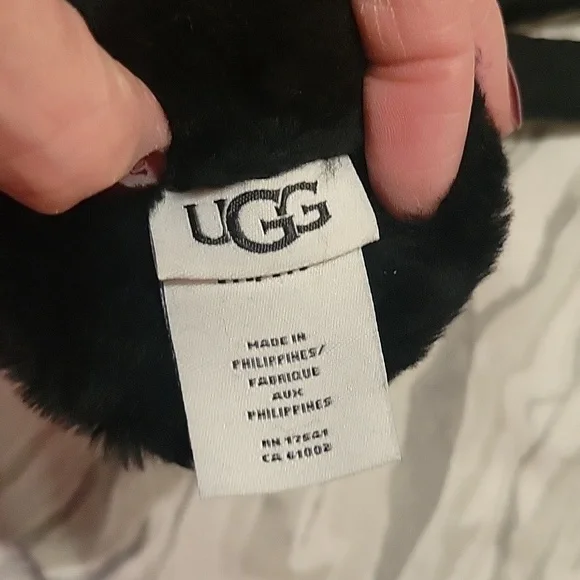 UGG
MADE IN
PHILIPPINES/
FABRIQUE
AUX
PHILIPPINES
RN 17641
CA 61002